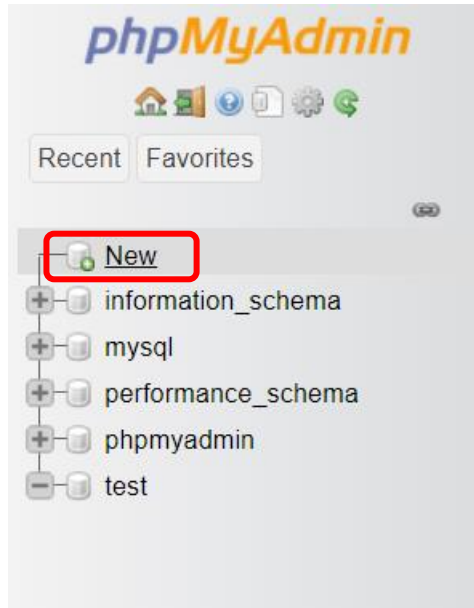 phpMyAdmin
Recent Favorites
New
information_schema
mysql
performance_schema
phpmyadmin
test